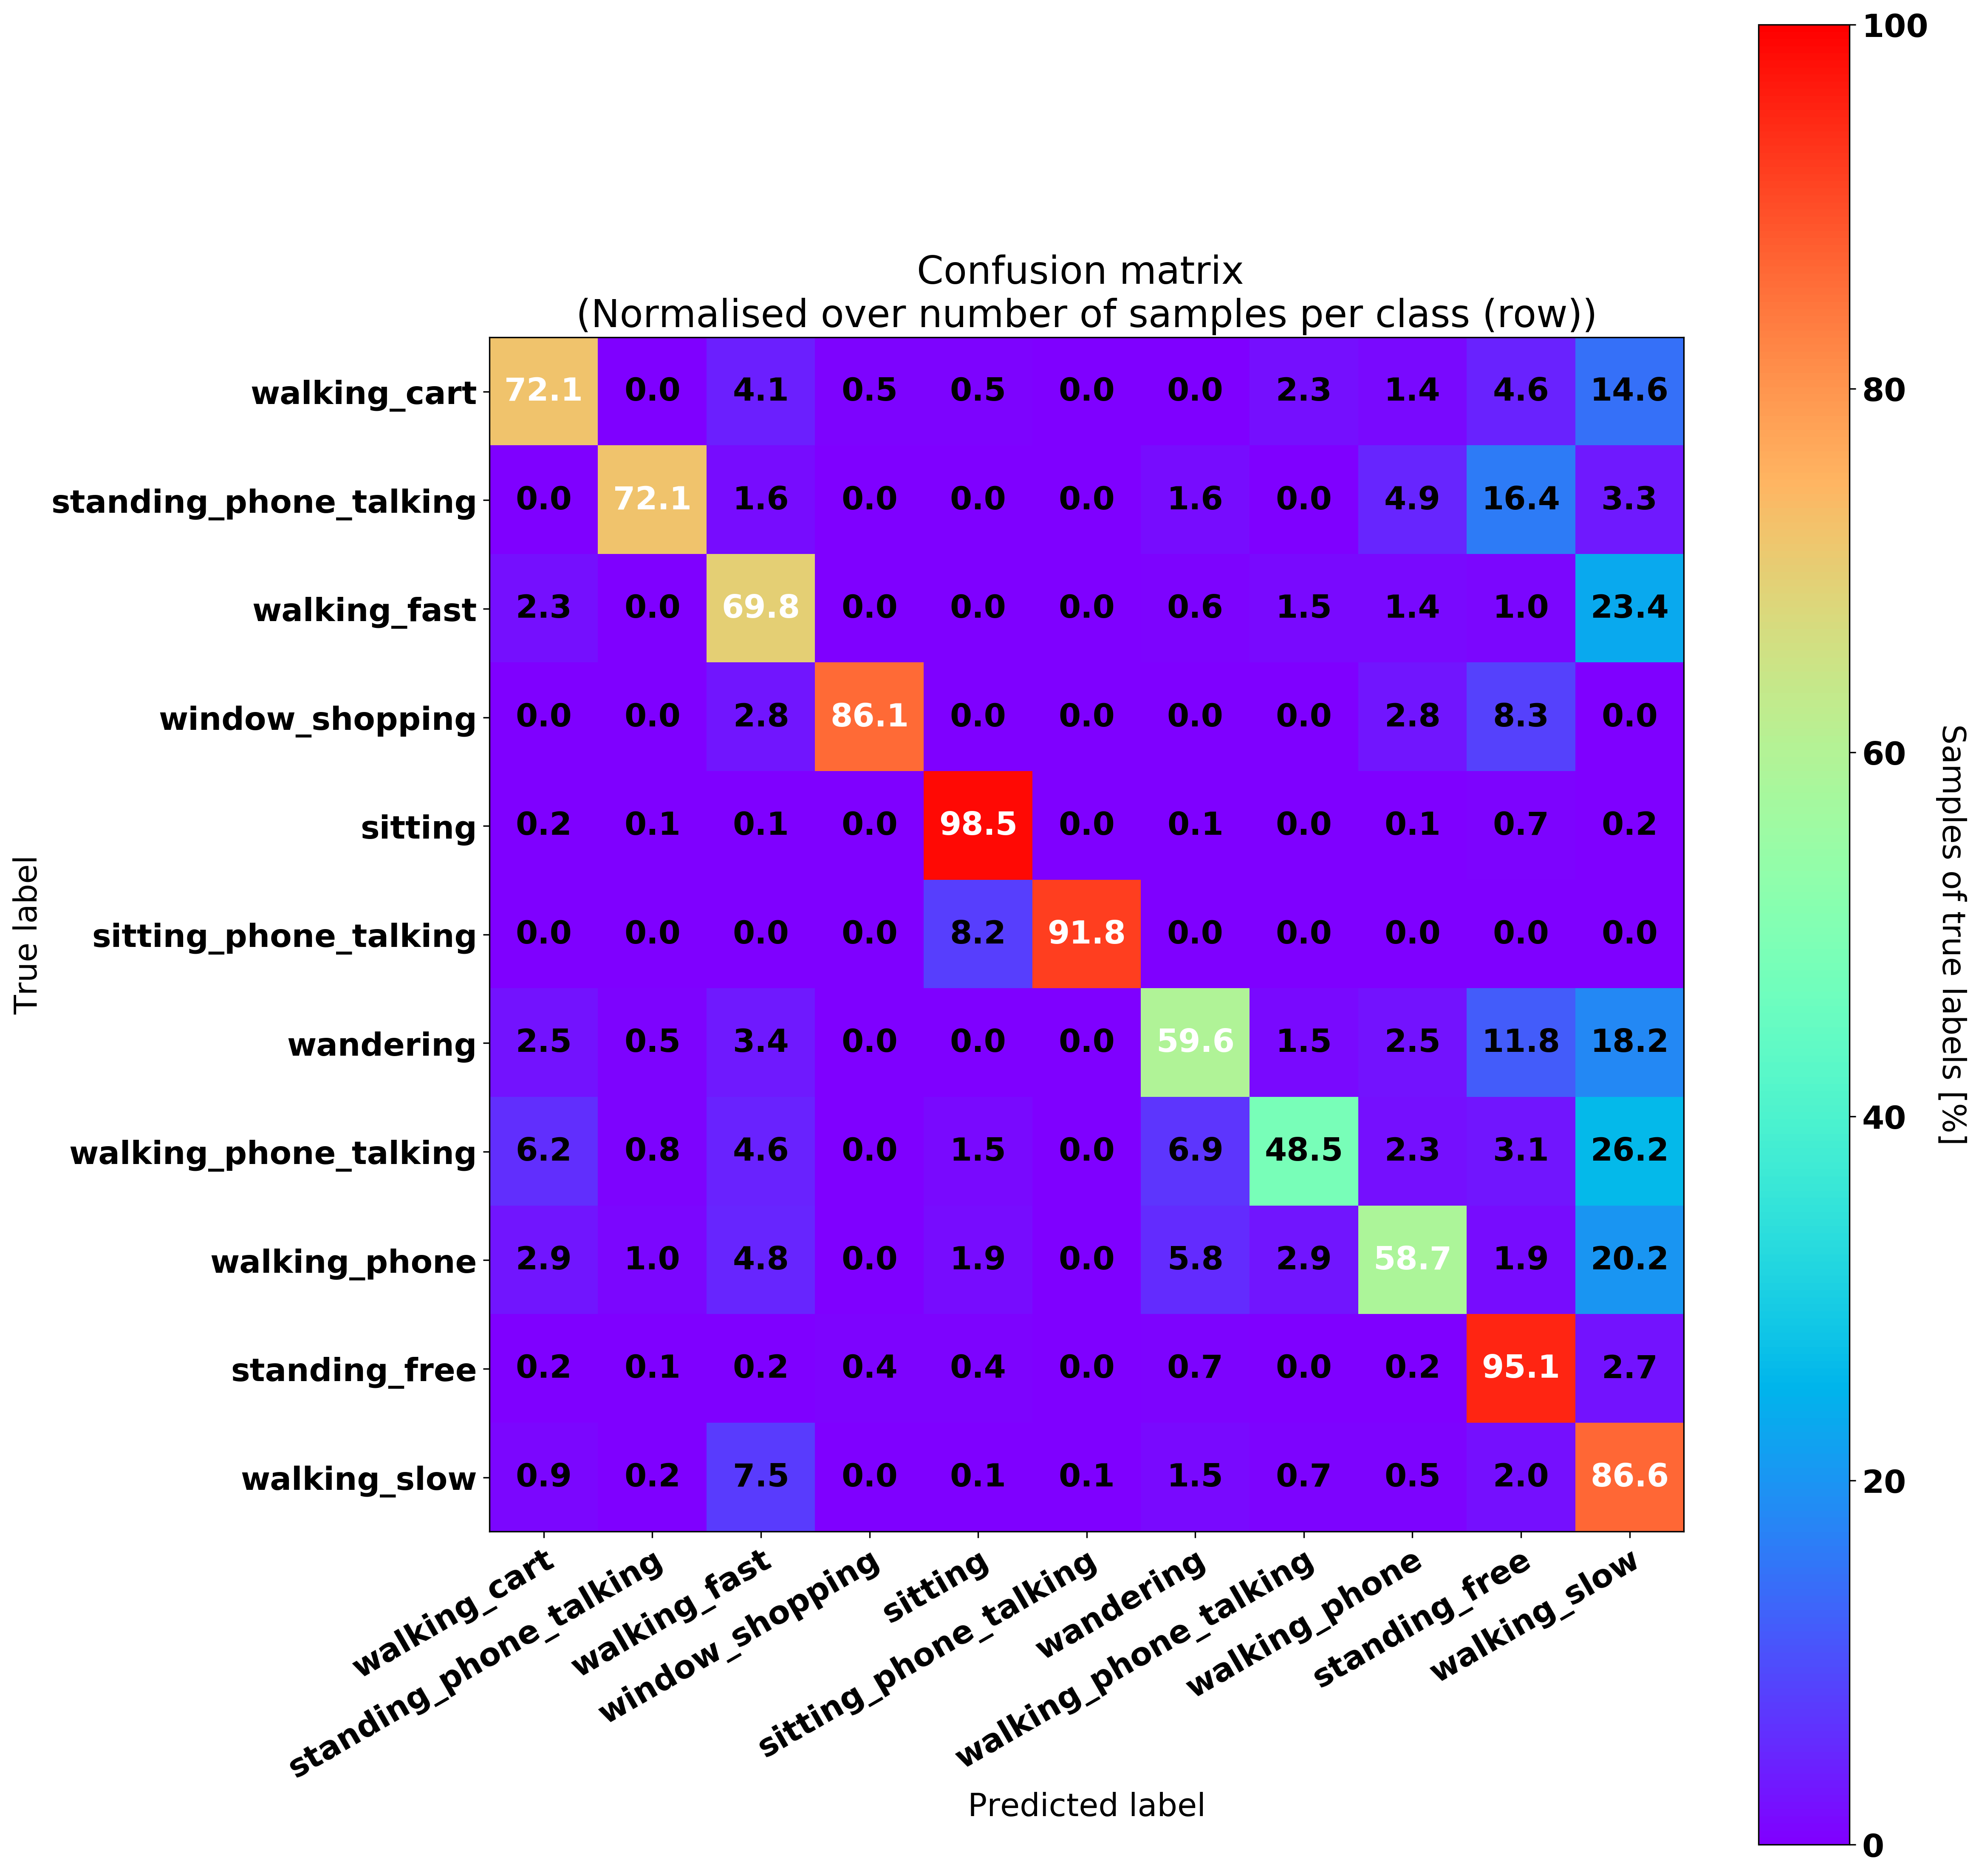 Confusion matrix
(Normalised over number of samples per class (row))
walking_cart 72.1 0.0 4.1 0.5 0.5 0.0 0.0 2.3 1.4 4.6 14.6
standing_phone_talking 0.0 72.1 1.6 0.0 0.0 0.0 1.6 0.0 4.9 16.4 3.3
walking_fast 2.3 0.0 69.8 0.0 0.0 0.0 0.6 1.5 1.4 1.0 23.4
window_shopping 0.0 0.0 2.8 86.1 0.0 0.0 0.0 0.0 2.8 8.3 0.0
sitting 0.2 0.1 0.1 0.0 98.5 0.0 0.1 0.0 0.1 0.7 0.2
sitting_phone_talking 0.0 0.0 0.0 0.0 8.2 91.8 0.0 0.0 0.0 0.0 0.0
wandering 2.5 0.5 3.4 0.0 0.0 0.0 59.6 1.5 2.5 11.8 18.2
walking_phone_talking 6.2 0.8 4.6 0.0 1.5 0.0 6.9 48.5 2.3 3.1 26.2
walking_phone 2.9 1.0 4.8 0.0 1.9 0.0 5.8 2.9 58.7 1.9 20.2
standing_free 0.2 0.1 0.2 0.4 0.4 0.0 0.7 0.0 0.2 95.1 2.7
walking_slow 0.9 0.2 7.5 0.0 0.1 0.1 1.5 0.7 0.5 2.0 86.6
True label
walking_cart
standing_phone_talking
walking_fast
window_shopping
sitting
sitting_phone_talking
wandering
walking_phone_talking
walking_phone
standing_free
walking_slow
Predicted label
100
80
60
40
20
0
Samples of true labels [%]